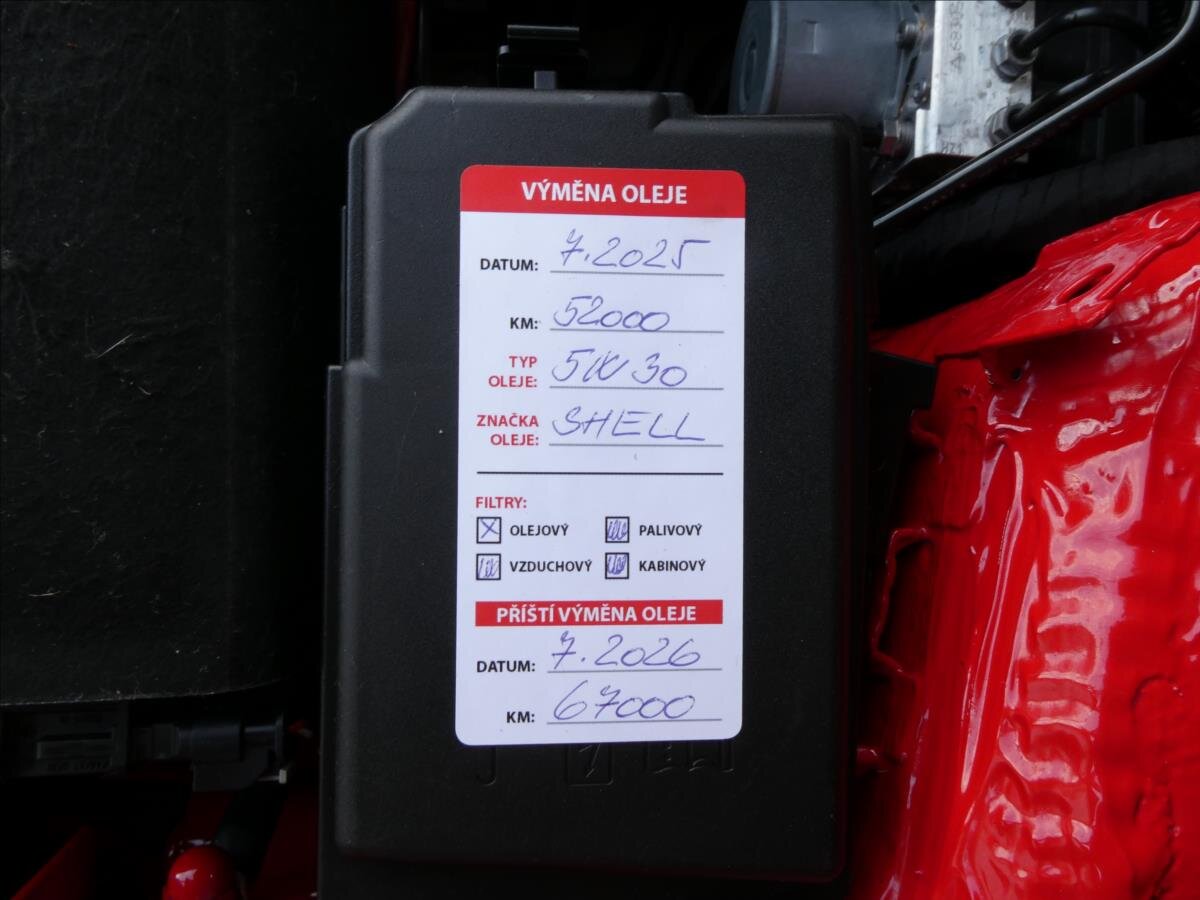 VÝMĚNA OLEJE
DATUM: 7.2025
KM: 52000
TYP OLEJE: 5W30
ZNAČKA OLEJE: SHELL
FILTRY:
OLEJOVÝ PALIVOVÝ
VZDUCHOVÝ KABINOVÝ
PŘÍŠTÍ VÝMĚNA OLEJE
DATUM: 7.2026
KM: 67000